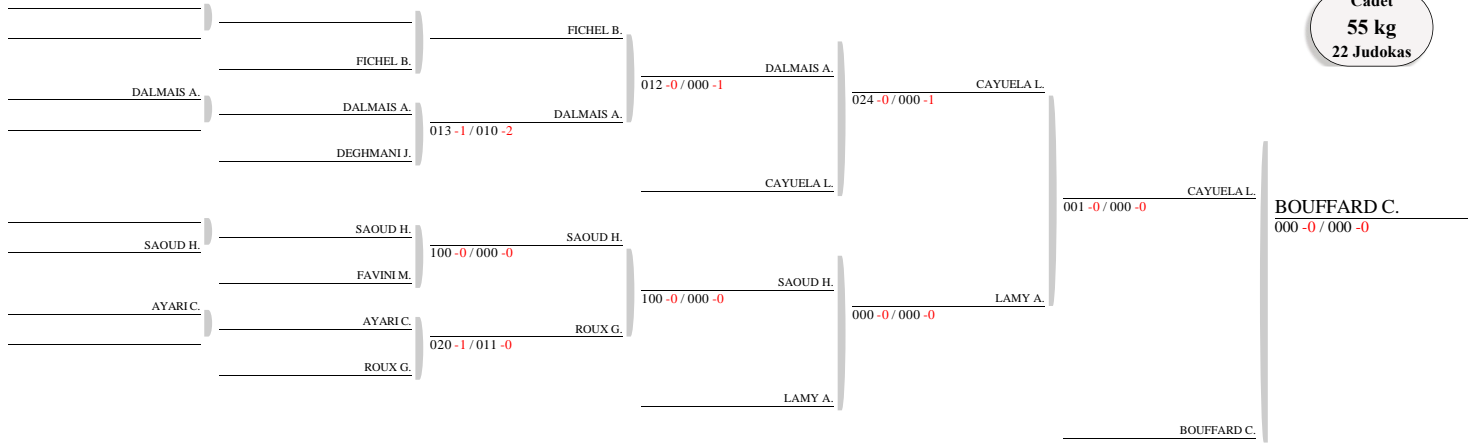 Cadet
55 kg
22 Judokas
FICHEL B.
FICHEL B.
DALMAIS A.
012 -0 / 000 -1
DALMAIS A.
CAYUELA L.
024 -0 / 000 -1
DALMAIS A.
DALMAIS A.
013 -1 / 010 -2
DEGHMANI J.
CAYUELA L.
CAYUELA L.
001 -0 / 000 -0
BOUFFARD C.
000 -0 / 000 -0
SAOUD H.
SAOUD H.
SAOUD H.
100 -0 / 000 -0
FAVINI M.
SAOUD H.
100 -0 / 000 -0
LAMY A.
000 -0 / 000 -0
AYARI C.
AYARI C.
ROUX G.
020 -1 / 011 -0
ROUX G.
LAMY A.
BOUFFARD C.